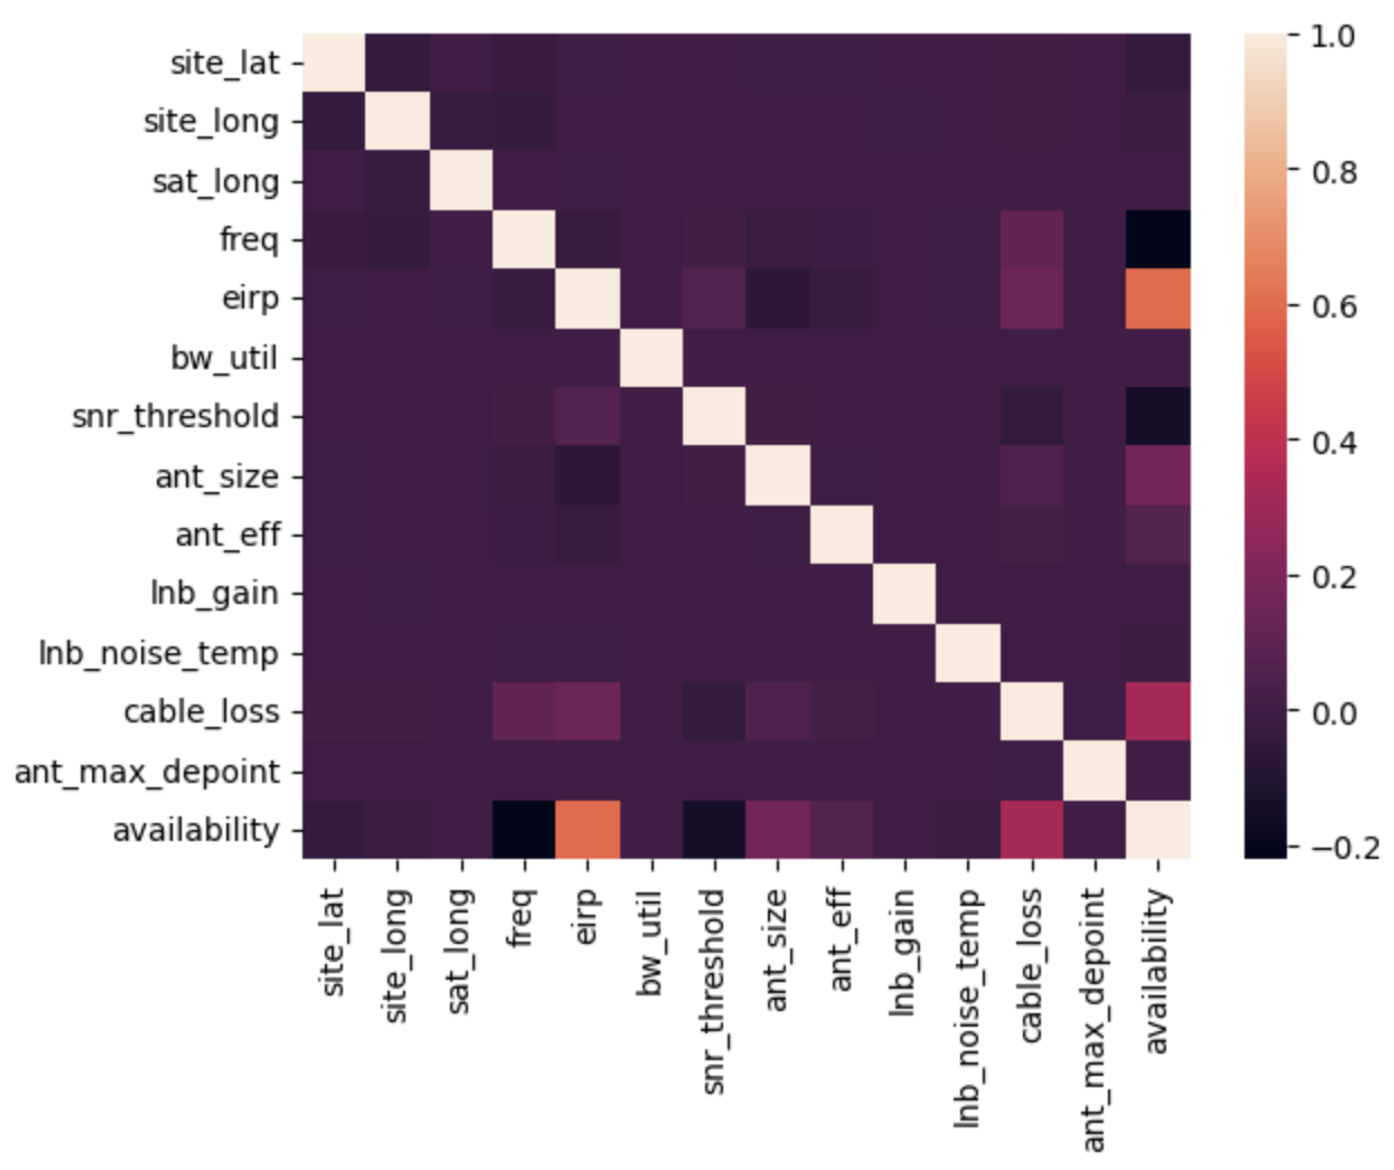 site_lat
site_long
sat_long
freq
eirp
bw_util
snr_threshold
ant_size
ant_eff
lnb_gain
lnb_noise_temp
cable_loss
ant_max_depoint
availability
site_lat
site_long
sat_long
freq
eirp
bw_util
snr_threshold
ant_size
ant_eff
lnb_gain
lnb_noise_temp
cable_loss
ant_max_depoint
availability
1.0
0.8
0.6
0.4
0.2
0.0
−0.2